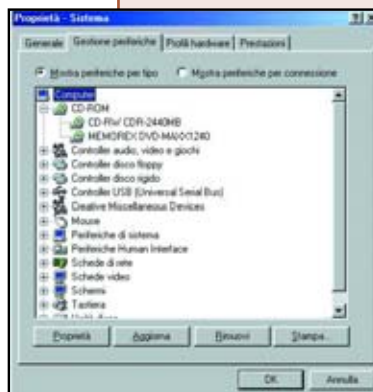 Proprietà - Sistema
Generale Gestione periferiche Profili hardware Prestazioni
Mostra periferiche per tipo Mostra periferiche per connessione
Computer
CD-ROM
CD-RW CDR-2440MB
MEMOREX DVD-MAXX1240
Controller audio, video e giochi
Controller disco floppy
Controller disco rigido
Controller USB (Universal Serial Bus)
Creative Miscellaneous Devices
Mouse
Periferiche di sistema
Periferiche Human Interface
Schede di rete
Schede video
Schermi
Tastiera
Proprietà Aggiorna Rimuovi Stampa...
OK Annulla